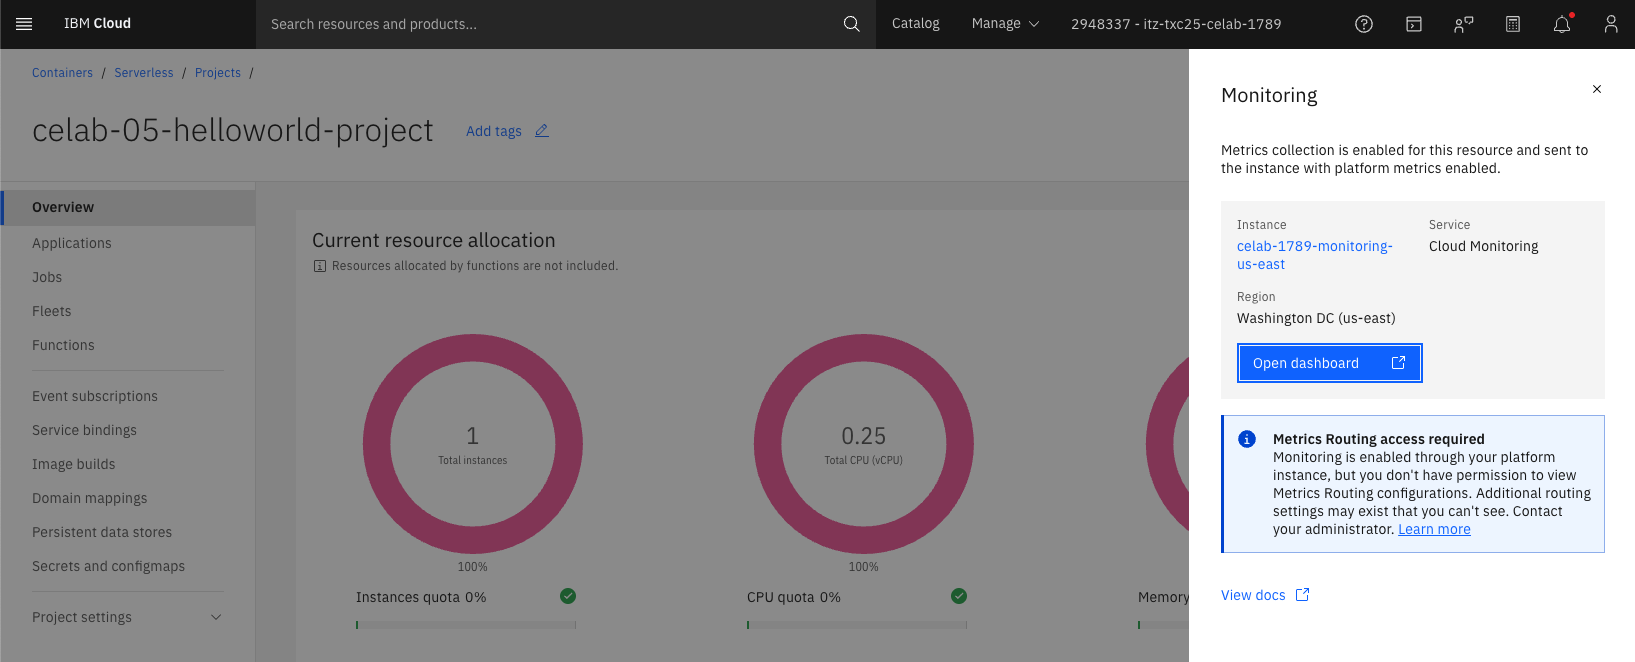 IBM Cloud
Search resources and products...
Catalog
Manage
2948337 - itz-txc25-celab-1789
Containers / Serverless / Projects /
celab-05-helloworld-project
Add tags
Overview
Applications
Jobs
Fleets
Functions
Event subscriptions
Service bindings
Image builds
Domain mappings
Persistent data stores
Secrets and configmaps
Project settings
Current resource allocation
Resources allocated by functions are not included.
1
Total instances
100%
Instances quota 0%
0.25
Total CPU (vCPU)
100%
CPU quota 0%
Memory
Monitoring
Metrics collection is enabled for this resource and sent to
the instance with platform metrics enabled.
Instance
celab-1789-monitoring-
us-east
Service
Cloud Monitoring
Region
Washington DC (us-east)
Open dashboard
Metrics Routing access required
Monitoring is enabled through your platform
instance, but you don't have permission to view
Metrics Routing configurations. Additional routing
settings may exist that you can't see. Contact
your administrator. Learn more
View docs